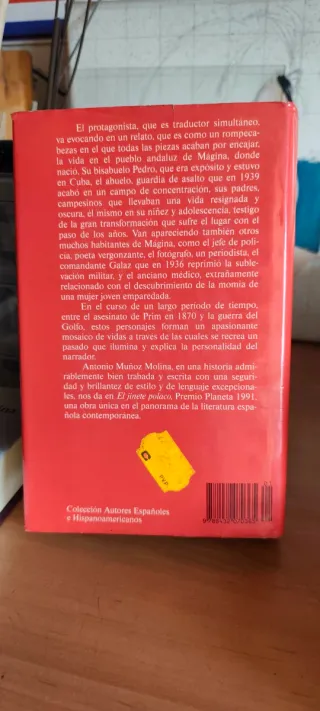 El protagonista, que es traductor simultáneo,
va evocando en un relato, que es como un rompeca-
bezas en el que todas las piezas acaban por encajar,
la vida en el pueblo andaluz de Mágina, donde
nació. Su bisabuelo Pedro, que era expósito y estuvo
en Cuba, el abuelo, guardia de asalto que en 1939
acabó en un campo de concentración, sus padres,
campesinos que llevaban una vida resignada y
oscura, él mismo en su niñez y adolescencia, testigo
de la gran transformación que sufre el lugar con el
paso de los años. Van apareciendo también otros
muchos habitantes de Mágina, como el jefe de poli-
cía, poeta vergonzante, el fotógrafo, un periodista, el
comandante Galaz que en 1936 reprimió la suble-
vación militar, y el anciano médico, extrañamente
relacionado con el descubrimiento de la momia de
una mujer joven emparedada.
En el curso de un largo período de tiempo,
entre el asesinato de Prim en 1870 y la guerra del
Golfo, estos personajes forman un apasionante
mosaico de vidas a través de las cuales se recrea un
pasado que ilumina y explica la personalidad del
narrador.
Antonio Muñoz Molina, en una historia admi-
rablemente bien trabada y escrita con una seguri-
dad y brillantez de estilo y de lenguaje excepciona-
les, nos da en El jinete polaco, Premio Planeta 1991,
una obra única en el panorama de la literatura espa-
ñola contemporánea.
Colección Autores Españoles
e Hispanoamericanos